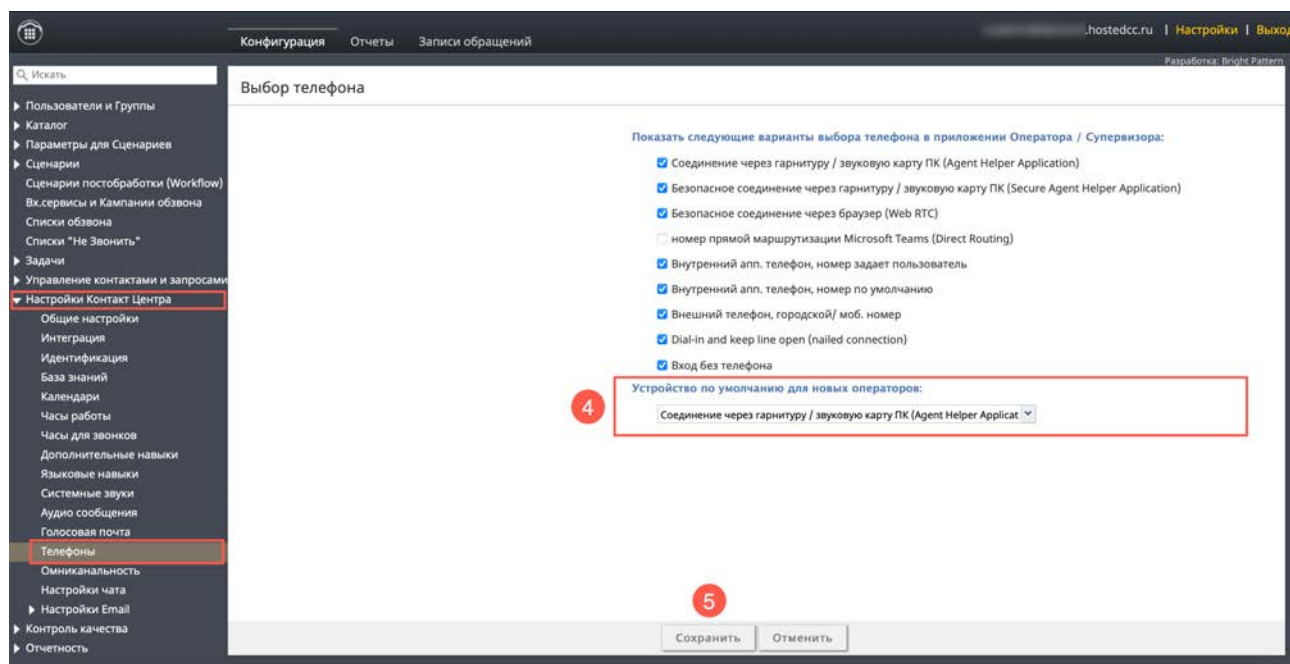 .hostedcc.ru | Настройки | Выход
Конфигурация Отчеты Записи обращений
Разработка: Bright Pattern
Искать
Выбор телефона
Пользователи и Группы
Каталог
Параметры для Сценариев
Сценарии
Сценарии постобработки (Workflow)
Вх.сервисы и Кампании обзвона
Списки обзвона
Списки "Не Звонить"
Задачи
Управление контактами и запросами
Настройки Контакт Центра
Общие настройки
Интеграция
Идентификация
База знаний
Календари
Часы работы
Часы для звонков
Дополнительные навыки
Языковые навыки
Системные звуки
Аудио сообщения
Голосовая почта
Телефоны
Омниканальность
Настройки чата
Настройки Email
Контроль качества
Отчетность
Показать следующие варианты выбора телефона в приложении Оператора / Супервизора:
Соединение через гарнитуру / звуковую карту ПК (Agent Helper Application)
Безопасное соединение через гарнитуру / звуковую карту ПК (Secure Agent Helper Application)
Безопасное соединение через браузер (Web RTC)
номер прямой маршрутизации Microsoft Teams (Direct Routing)
Внутренний апп. телефон, номер задает пользователь
Внутренний апп. телефон, номер по умолчанию
Внешний телефон, городской/ моб. номер
Dial-in and keep line open (nailed connection)
Вход без телефона
Устройство по умолчанию для новых операторов:
4
Соединение через гарнитуру / звуковую карту ПК (Agent Helper Applicat
5
Сохранить Отменить